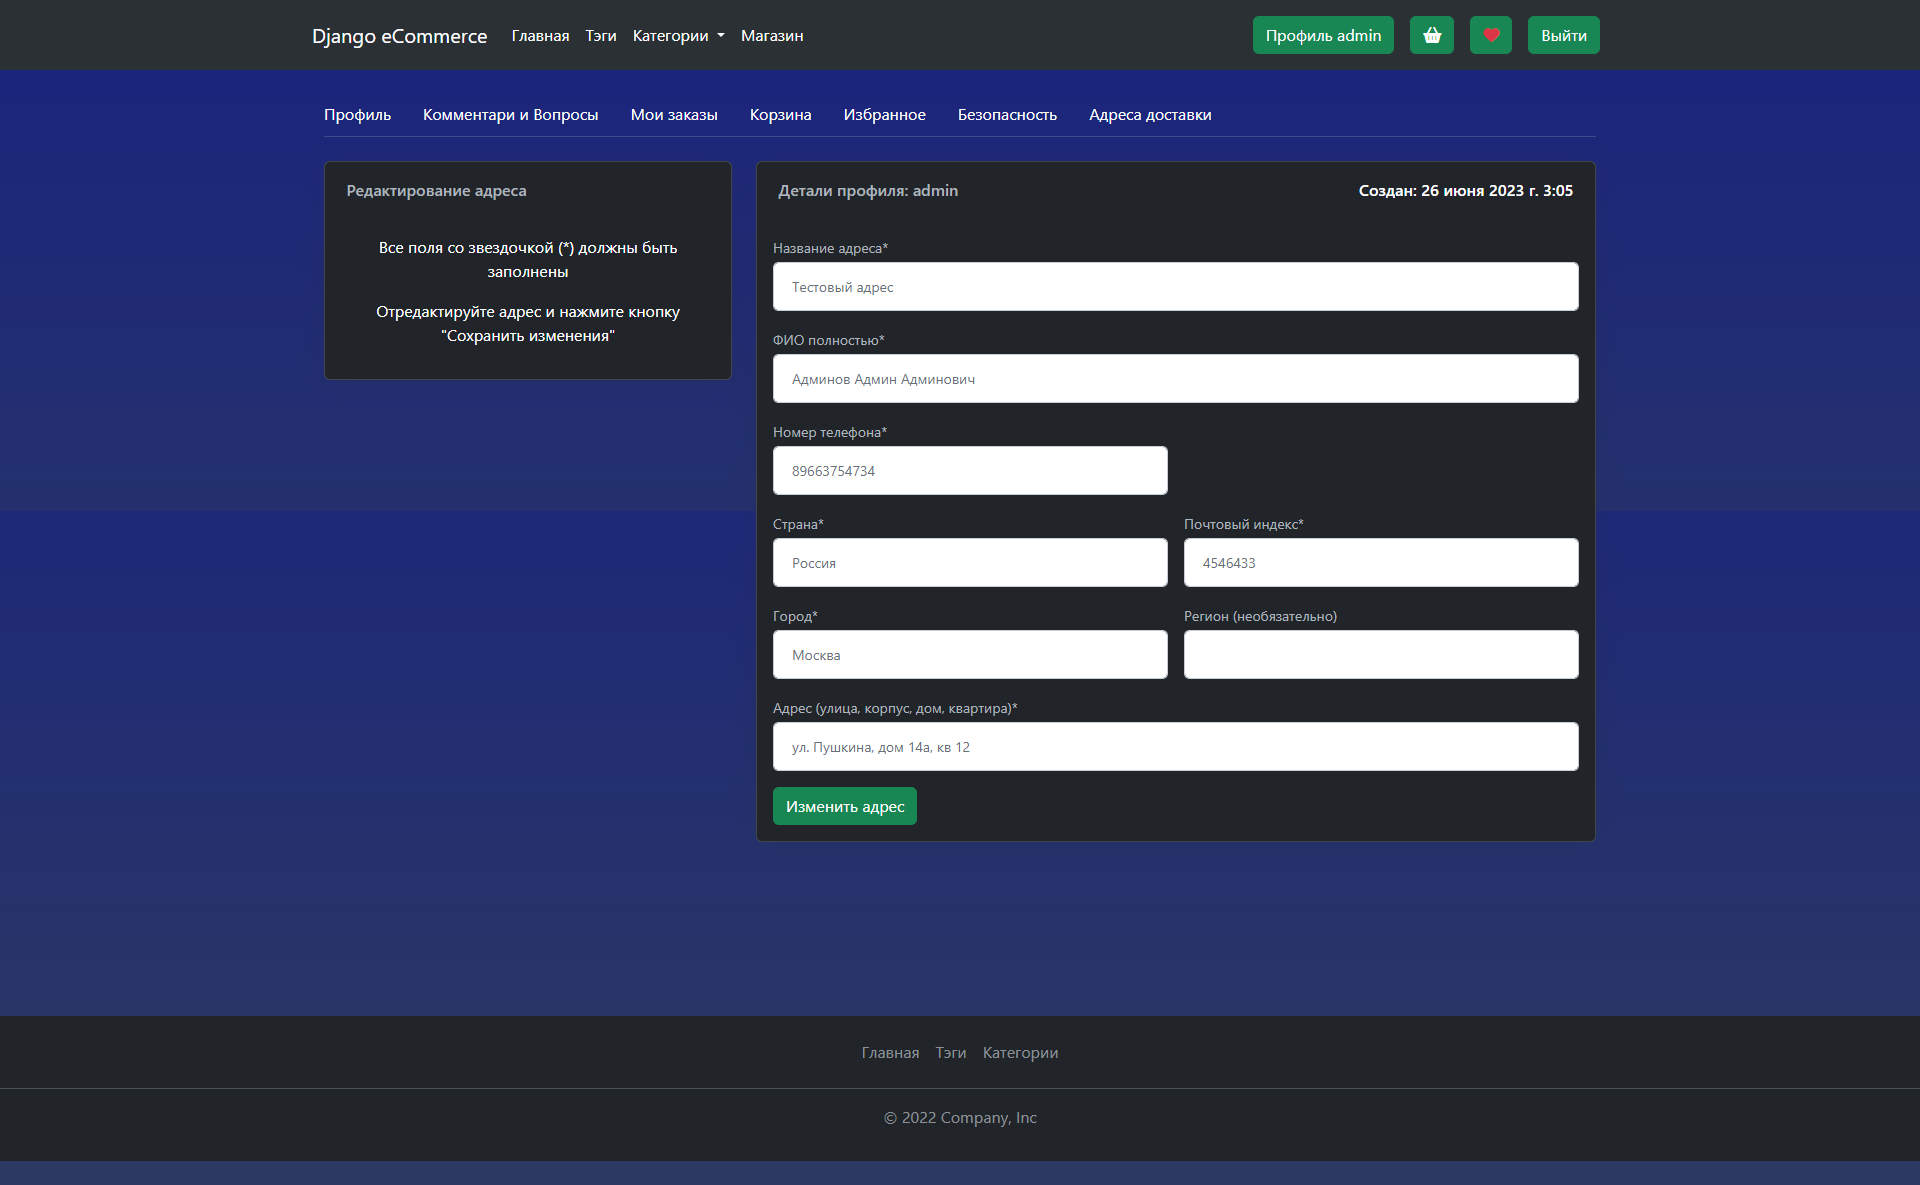 Django eCommerce Главная Тэги Категории Магазин Профиль admin Выйти
Профиль Комментари и Вопросы Мои заказы Корзина Избранное Безопасность Адреса доставки
Редактирование адреса
Все поля со звездочкой (*) должны быть
заполнены
Отредактируйте адрес и нажмите кнопку
"Сохранить изменения"
Детали профиля: admin Создан: 26 июня 2023 г. 3:05
Название адреса*
Тестовый адрес
ФИО полностью*
Админов Админ Админович
Номер телефона*
89663754734
Страна* Почтовый индекс*
Россия 4546433
Город* Регион (необязательно)
Москва
Адрес (улица, корпус, дом, квартира)*
ул. Пушкина, дом 14а, кв 12
Изменить адрес
Главная Тэги Категории
© 2022 Company, Inc